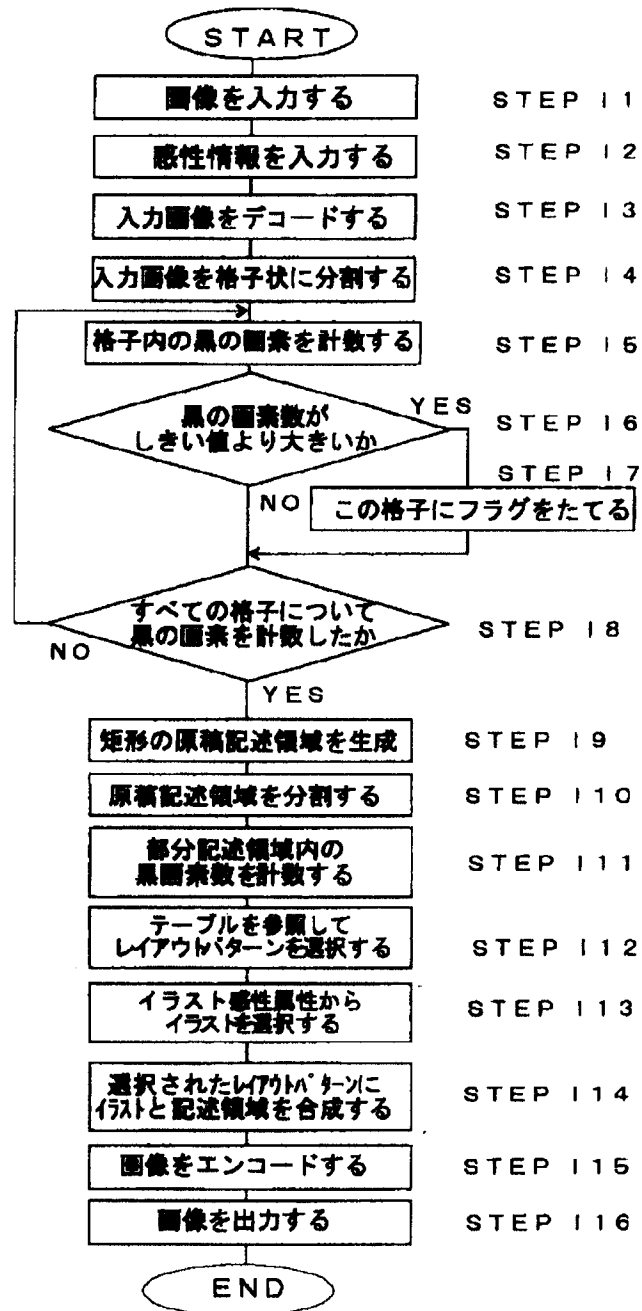 START
画像を入力する STEP I1
感性情報を入力する STEP I2
入力画像をデコードする STEP I3
入力画像を格子状に分割する STEP I4
格子内の黒の画素を計数する STEP I5
黒の画素数が
しきい値より大きいか
YES
STEP I6
STEP I7
NO
この格子にフラグをたてる
すべての格子について
黒の画素を計数したか
STEP I8
NO
YES
矩形の原稿記述領域を生成 STEP I9
原稿記述領域を分割する STEP I10
部分記述領域内の
黒画素数を計数する
STEP I11
テーブルを参照して
レイアウトパターンを選択する
STEP I12
イラスト感性属性から
イラストを選択する
STEP I13
選択されたレイアウトパターンに
イラストと記述領域を合成する
STEP I14
画像をエンコードする STEP I15
画像を出力する STEP I16
END